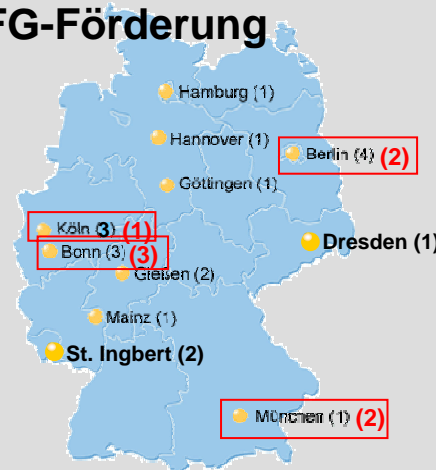 FG-Förderung
Hamburg (1)
Hannover (1)
Berlin (4) (2)
Göttingen (1)
Köln (3) (1)
Dresden (1)
Bonn (3) (3)
Gießen (2)
Mainz (1)
St. Ingbert (2)
München (1) (2)